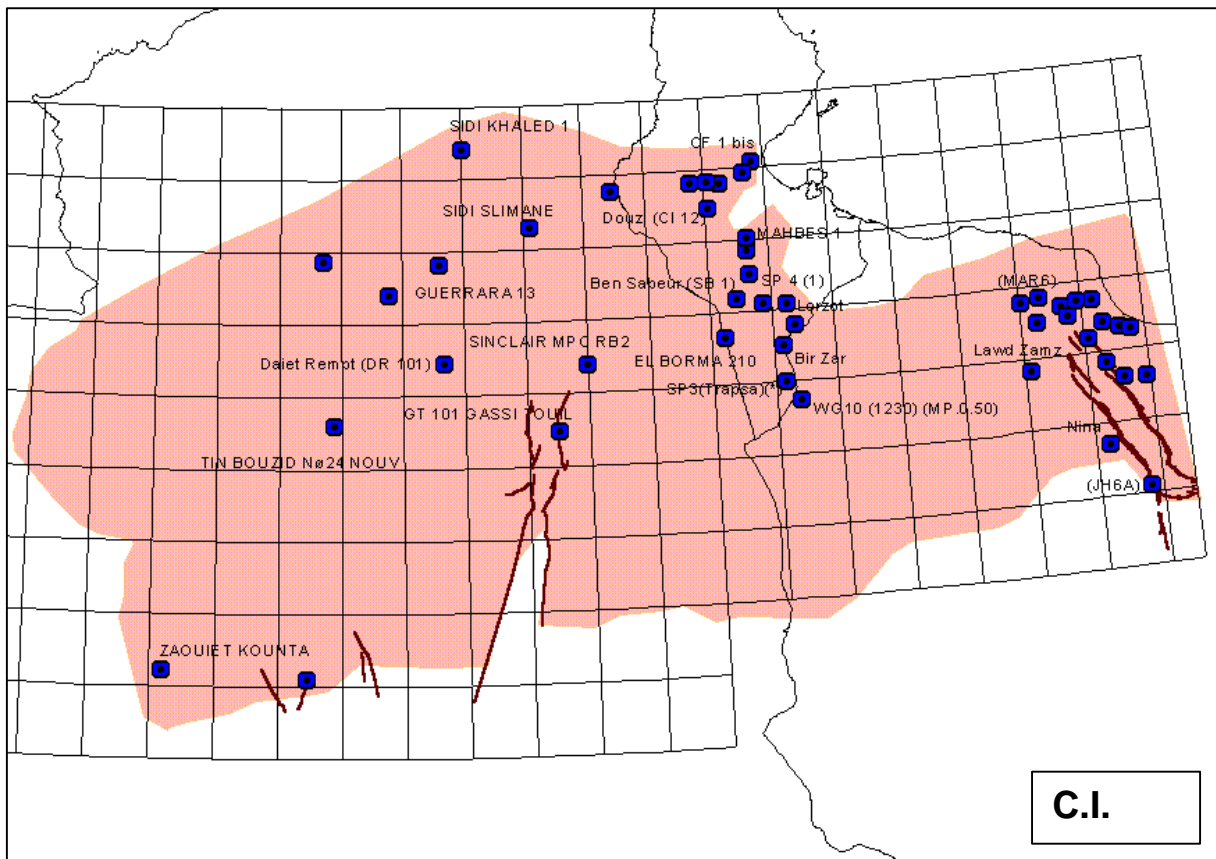 SIDI KHALED 1
CF 1 bis
SIDI SLIMANE
Douz (CI 12)
MAHBES 1
GUERRARA 13
Ben Sabeur (SB 1)
SP 4 (1)
(MAR6)
Lorzot
SINCLAIR MPC RB2
Daiet Rempt (DR 101)
EL BORMA 210
Bir Zar
Lawd Zamz
SP3(Trapsa)(*)
GT 101 GASSI TOUIL
WG10 (1230) (MP.0.50)
Nina
TIN BOUZID Nø24 NOUV
(JH6A)
ZAOUIET KOUNTA
C.I.